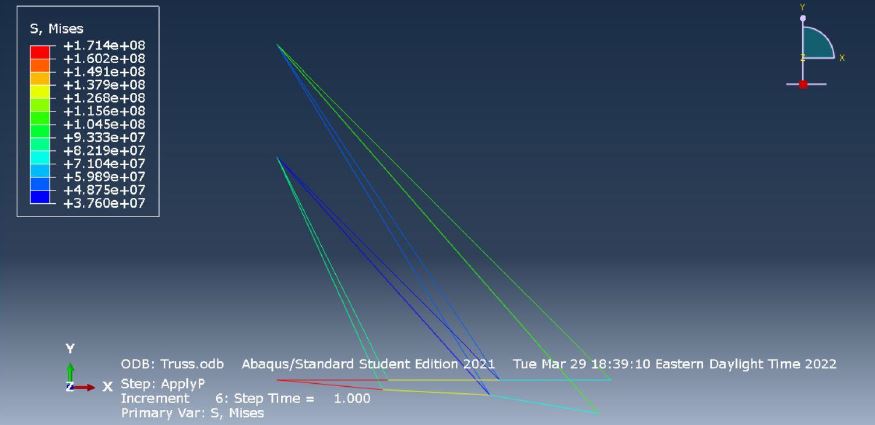 S, Mises
+1.714e+08
+1.602e+08
+1.491e+08
+1.379e+08
+1.268e+08
+1.156e+08
+1.045e+08
+9.333e+07
+8.219e+07
+7.104e+07
+5.989e+07
+4.875e+07
+3.760e+07
Y
Z X
Y
Z X
ODB: Truss.odb Abaqus/Standard Student Edition 2021 Tue Mar 29 18:39:10 Eastern Daylight Time 2022
Step: ApplyP
Increment 6: Step Time = 1.000
Primary Var: S, Mises